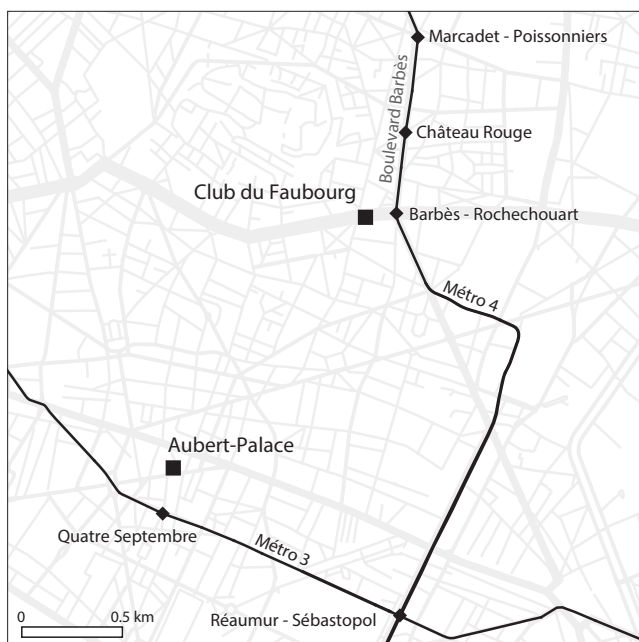 Marcadet - Poissonniers
Boulevard Barbès
Château Rouge
Club du Faubourg
Barbès - Rochechouart
Métro 4
Aubert-Palace
Quatre Septembre
Métro 3
Réaumur - Sébastopol
0 0.5 km